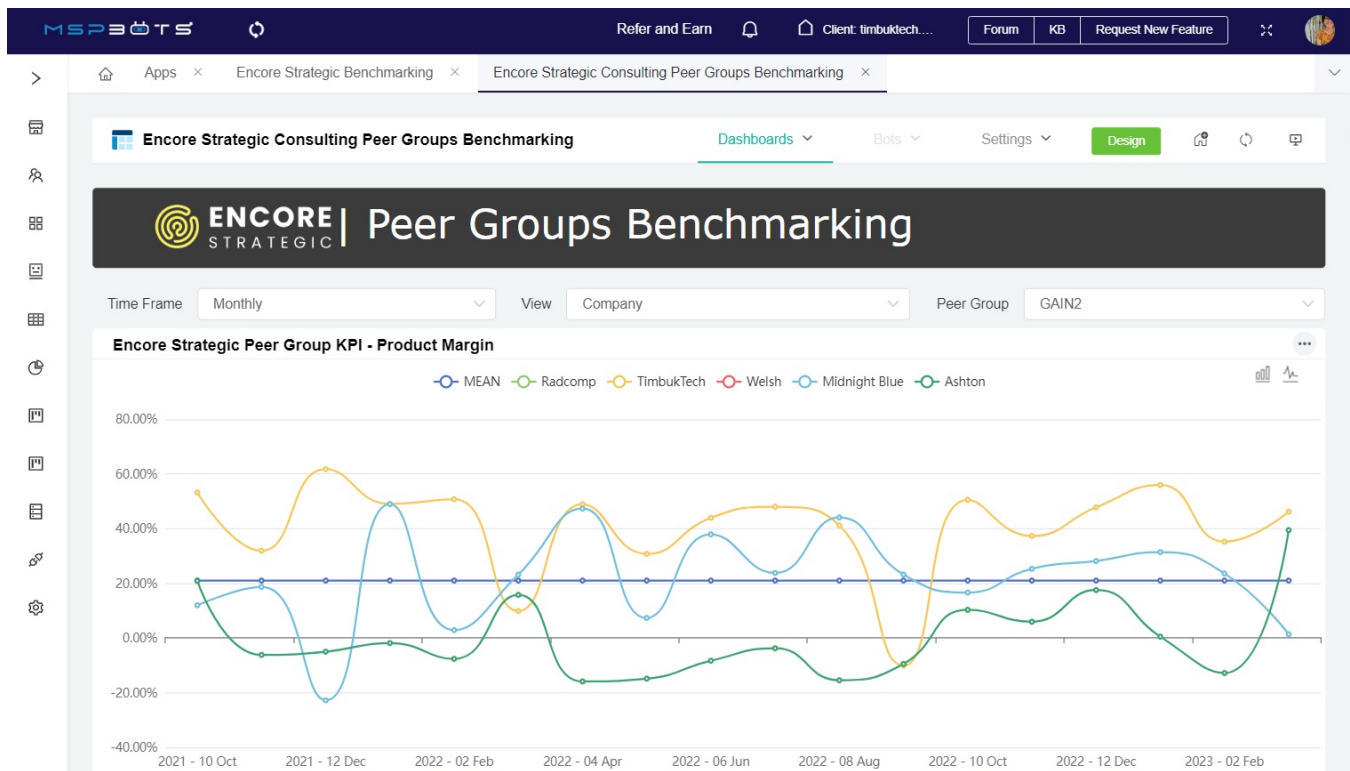 MSPBOTS
Refer and Earn
Client: timbuktech....
Forum
KB
Request New Feature
Apps
Encore Strategic Benchmarking
Encore Strategic Consulting Peer Groups Benchmarking
Encore Strategic Consulting Peer Groups Benchmarking
Dashboards
Bots
Settings
Design
ENCORE
STRATEGIC
| Peer Groups Benchmarking
Time Frame
Monthly
View
Company
Peer Group
GAIN2
Encore Strategic Peer Group KPI - Product Margin
MEAN
Radcomp
TimbukTech
Welsh
Midnight Blue
Ashton
80.00%
60.00%
40.00%
20.00%
0.00%
-20.00%
-40.00%
2021 - 10 Oct
2021 - 12 Dec
2022 - 02 Feb
2022 - 04 Apr
2022 - 06 Jun
2022 - 08 Aug
2022 - 10 Oct
2022 - 12 Dec
2023 - 02 Feb